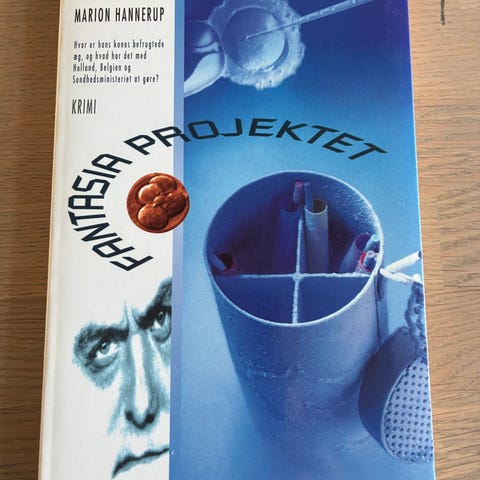 MARION HANNERUP
Hvor er hans kones befrugtede
æg, og hvad har det med
Holland, Belgien og
Sundhedsministeriet at gøre?
KRIMI
FANTASIA PROJEKTET